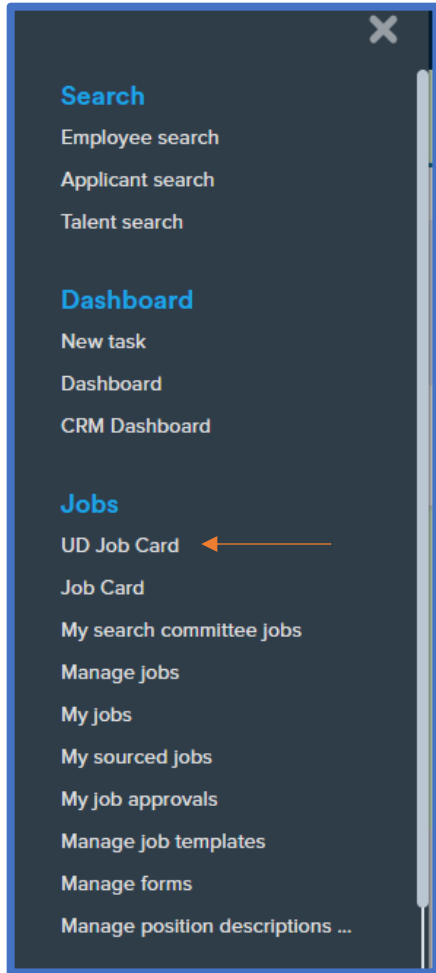 Search
Employee search
Applicant search
Talent search
Dashboard
New task
Dashboard
CRM Dashboard
Jobs
UD Job Card
Job Card
My search committee jobs
Manage jobs
My jobs
My sourced jobs
My job approvals
Manage job templates
Manage forms
Manage position descriptions ...